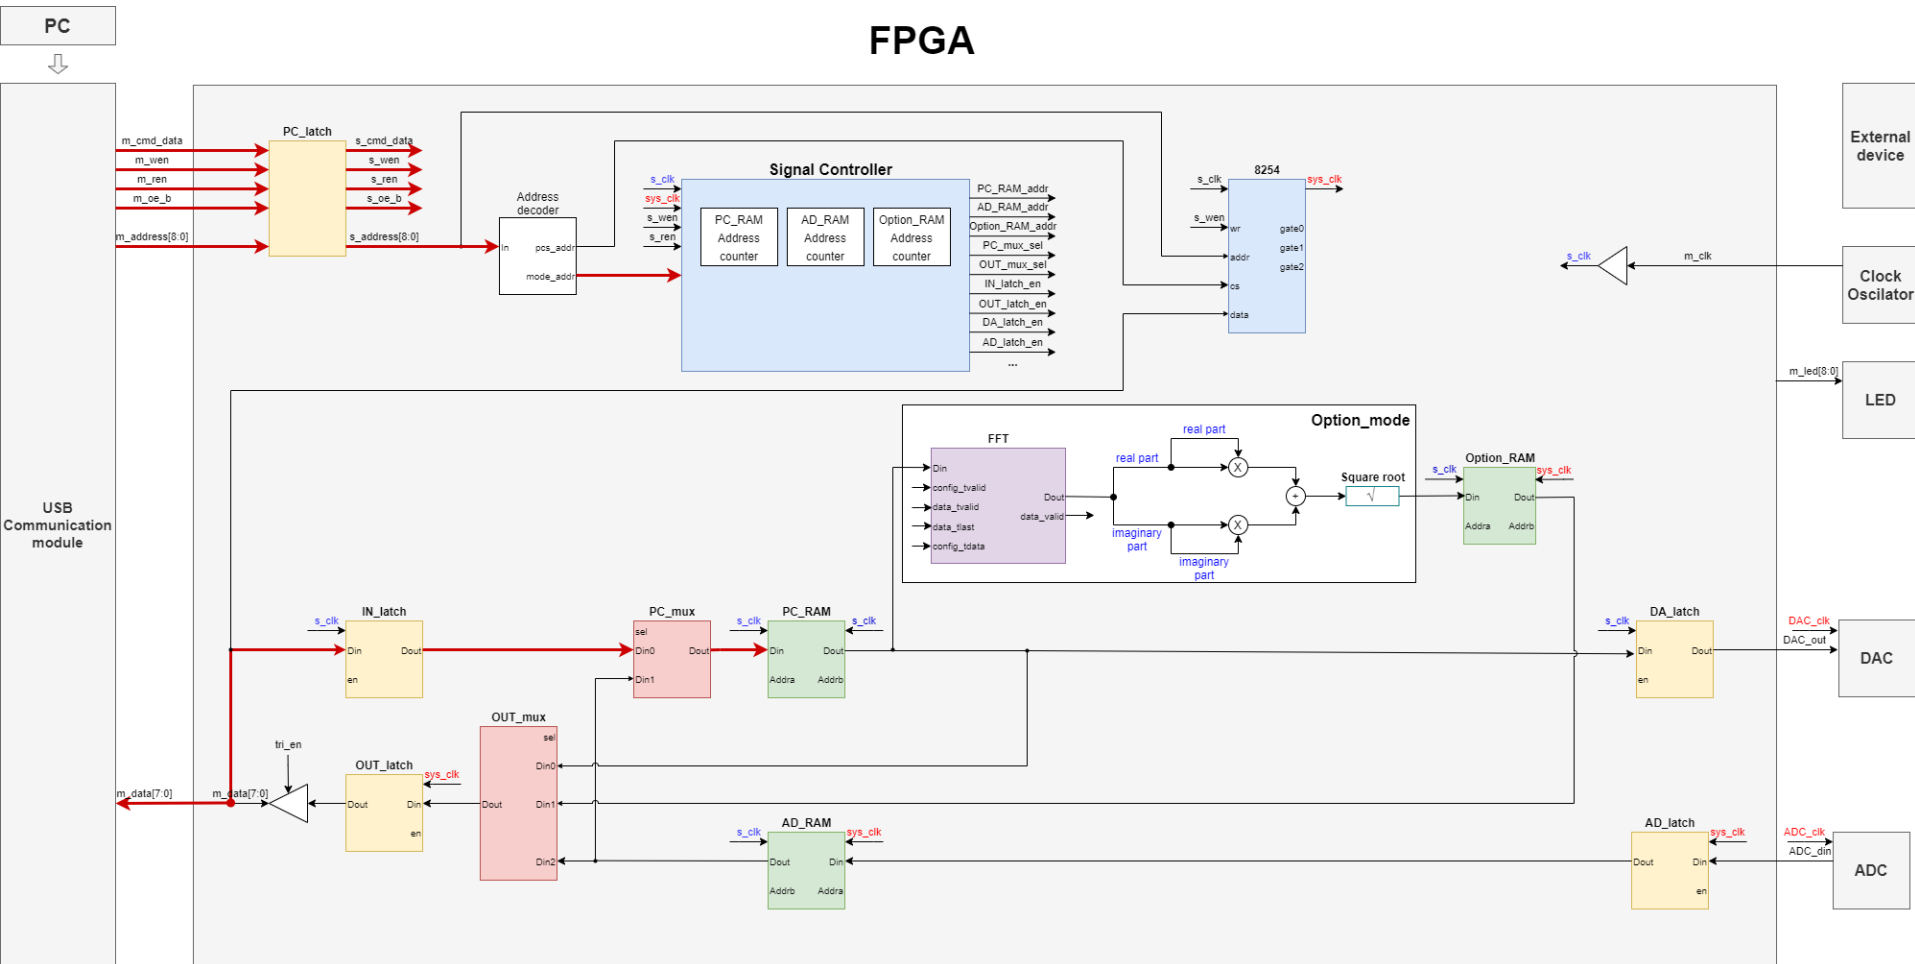 PC
FPGA
USB
Communication
module
m_cmd_data
m_wen
m_ren
m_oe_b
m_address[8:0]
PC_latch
s_cmd_data
s_wen
s_ren
s_oe_b
s_address[8:0]
Address
decoder
In
pcs_addr
mode_addr
Signal Controller
s_clk
sys_clk
s_wen
s_ren
PC_RAM
Address
counter
AD_RAM
Address
counter
Option_RAM
Address
counter
PC_RAM_addr
AD_RAM_addr
Option_RAM_addr
PC_mux_sel
OUT_mux_sel
IN_latch_en
OUT_latch_en
DA_latch_en
AD_latch_en
...
8254
s_clk
sys_clk
s_wen
wr
gate0
gate1
addr
gate2
cs
data
External
device
s_clk
m_clk
Clock
Oscilator
m_led[8:0]
LED
Option_mode
FFT
Din
config_tvalid
data_tvalid
data_tlast
config_tdata
Dout
data_valid
real part
real part
X
imaginary
part
X
imaginary
part
+
Square root
√
Option_RAM
s_clk
sys_clk
Din
Dout
Addra
Addrb
IN_latch
s_clk
Din
Dout
en
PC_mux
sel
Din0
Dout
Din1
PC_RAM
s_clk
s_clk
Din
Dout
Addra
Addrb
DA_latch
s_clk
Din
Dout
en
DAC_clk
DAC_out
DAC
m_data[7:0]
m_data[7:0]
tri_en
OUT_latch
sys_clk
Dout
Din
en
OUT_mux
sel
Din0
Dout
Din1
Din2
AD_RAM
s_clk
sys_clk
Dout
Din
Addrb
Addra
AD_latch
sys_clk
Dout
Din
en
ADC_clk
ADC_din
ADC